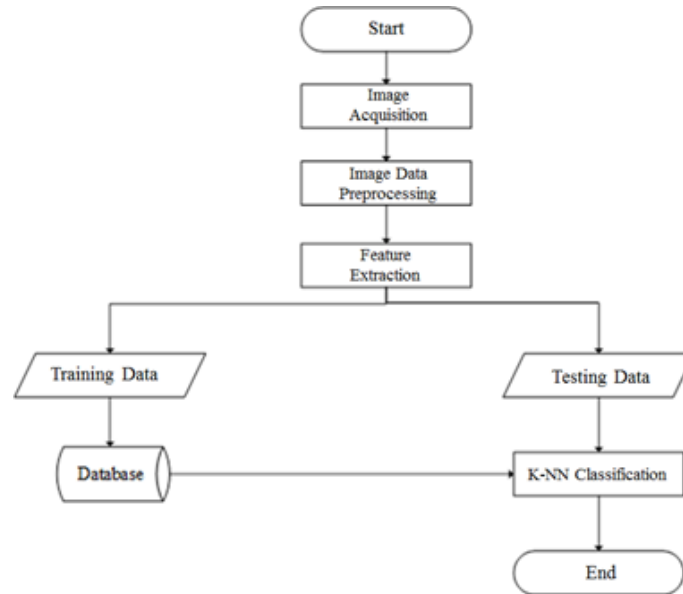 Start
Image
Acquisition
Image Data
Preprocessing
Feature
Extraction
Training Data
Testing Data
Database
K-NN Classification
End